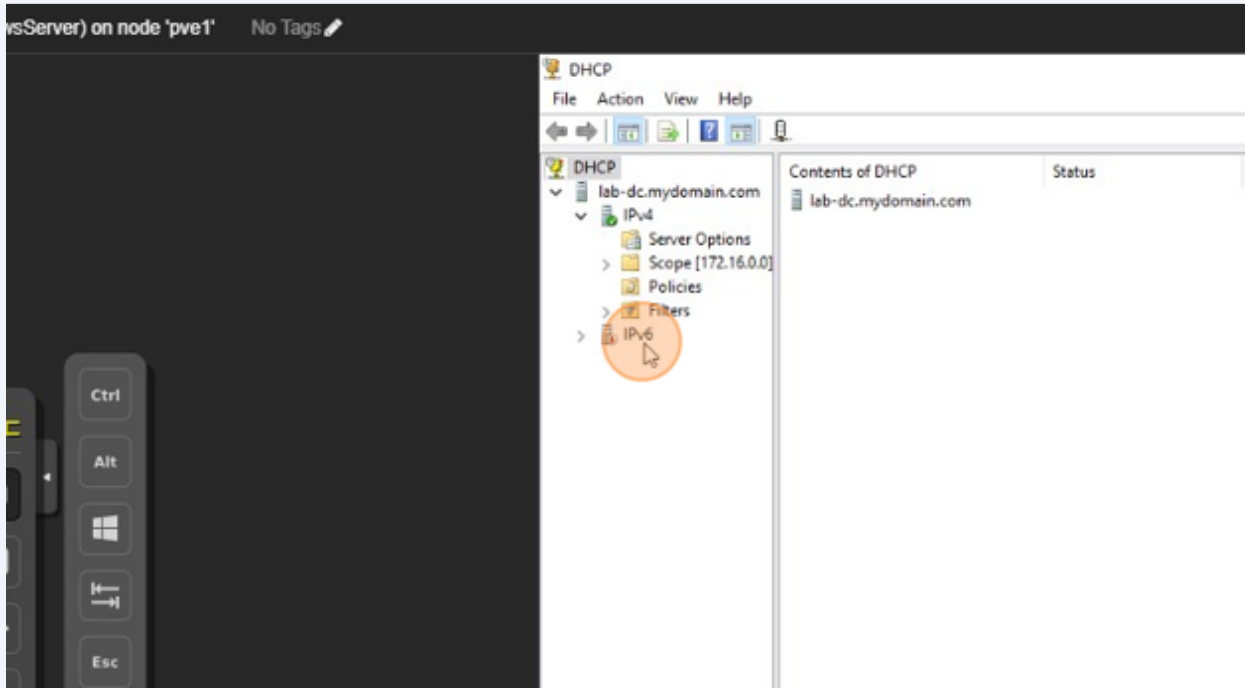 vsServer) on node 'pve1' No Tags
DHCP
File Action View Help
DHCP
lab-dc.mydomain.com
IPv4
Server Options
Scope [172.16.0.0]
Policies
Filters
IPv6
Contents of DHCP Status
lab-dc.mydomain.com
Ctrl
Alt
Esc